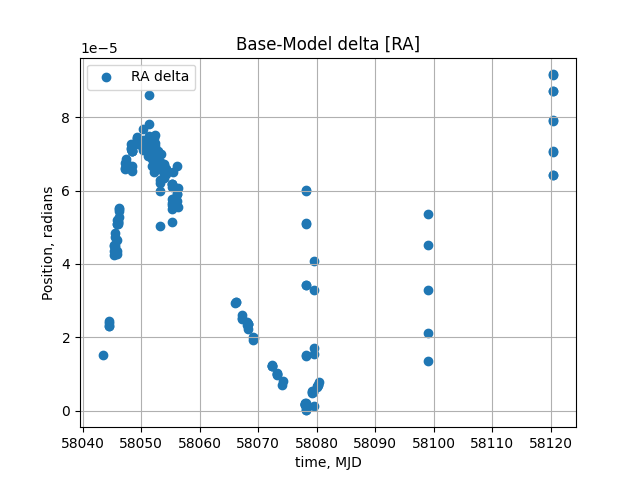 Base-Model delta [RA]
1e−5
RA delta
8
6
4
2
0
Position, radians
58040 58050 58060 58070 58080 58090 58100 58110 58120
time, MJD